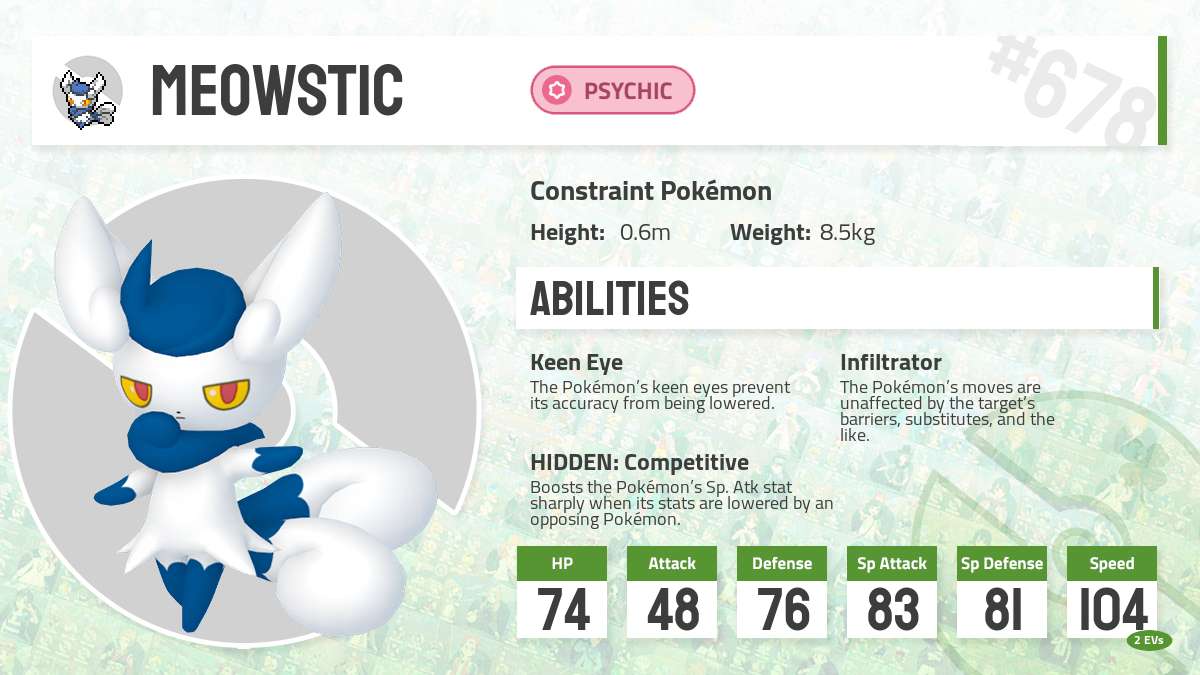 MEOWSTIC
PSYCHIC
#678
Constraint Pokémon
Height: 0.6m Weight: 8.5kg
ABILITIES
Keen Eye
The Pokémon's keen eyes prevent
its accuracy from being lowered.
Infiltrator
The Pokémon's moves are
unaffected by the target's
barriers, substitutes, and the
like.
HIDDEN: Competitive
Boosts the Pokémon's Sp. Atk stat
sharply when its stats are lowered by an
opposing Pokémon.
HP Attack Defense Sp Attack Sp Defense Speed
74 48 76 83 81 104
2 EVs